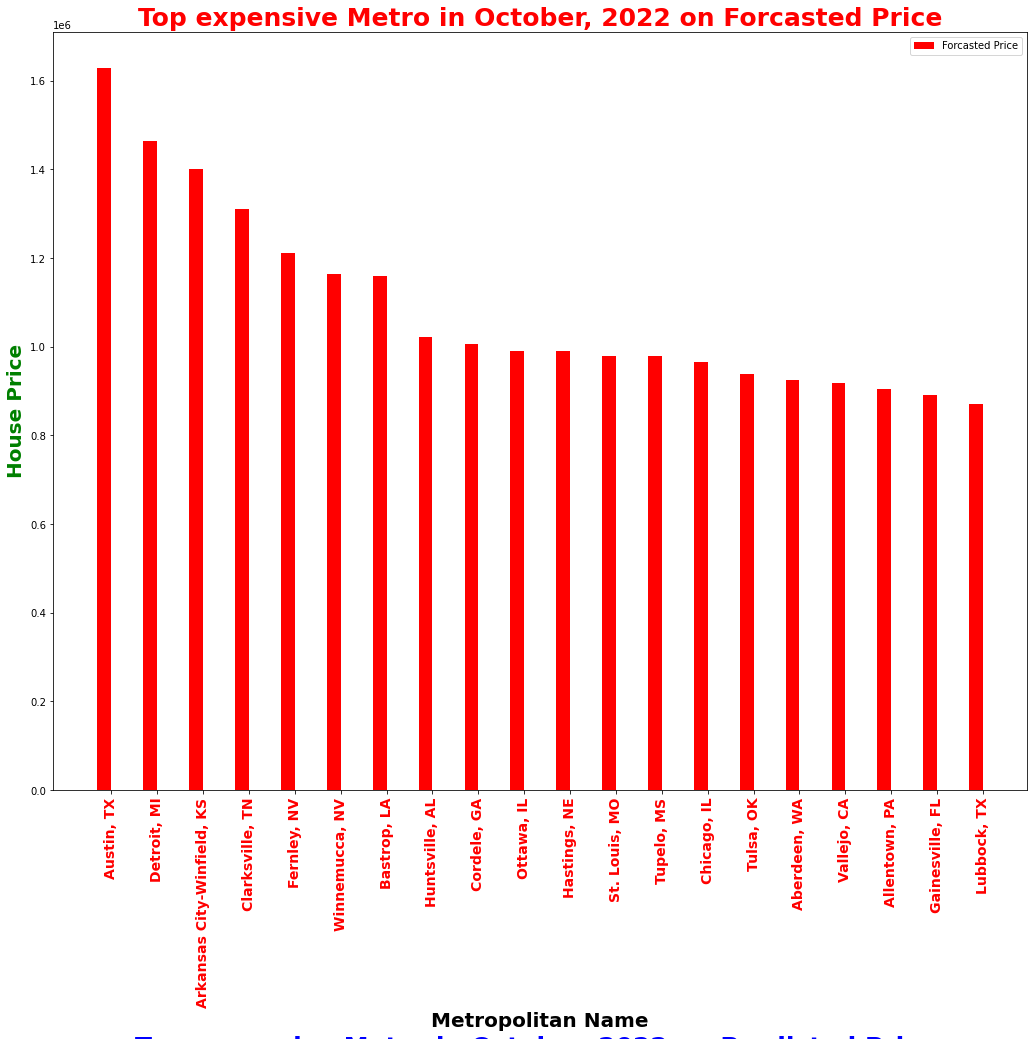 Top expensive Metro in October, 2022 on Forcasted Price
1e6
Forcasted Price
1.6
1.4
1.2
1.0
0.8
0.6
0.4
0.2
0.0
House Price
Austin, TX
Detroit, MI
Arkansas City-Winfield, KS
Clarksville, TN
Fernley, NV
Winnemucca, NV
Bastrop, LA
Huntsville, AL
Cordele, GA
Ottawa, IL
Hastings, NE
St. Louis, MO
Tupelo, MS
Chicago, IL
Tulsa, OK
Aberdeen, WA
Vallejo, CA
Allentown, PA
Gainesville, FL
Lubbock, TX
Metropolitan Name